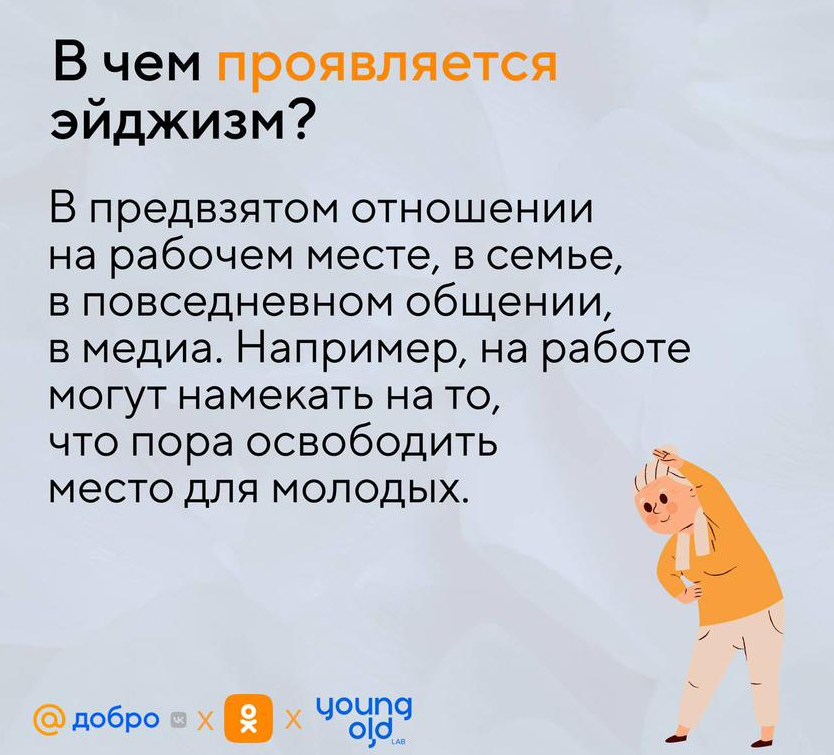 В чем проявляется
эйджизм?
В предвзятом отношении
на рабочем месте, в семье,
в повседневном общении,
в медиа. Например, на работе
могут намекать на то,
что пора освободить
место для молодых.
@добро VK X X young
old
LAB